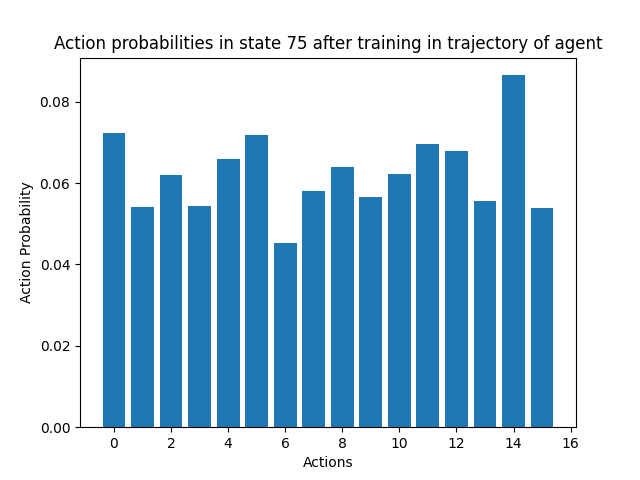 Action probabilities in state 75 after training in trajectory of agent
0.08
0.06
0.04
0.02
0.00
Action Probability
0 2 4 6 8 10 12 14 16
Actions